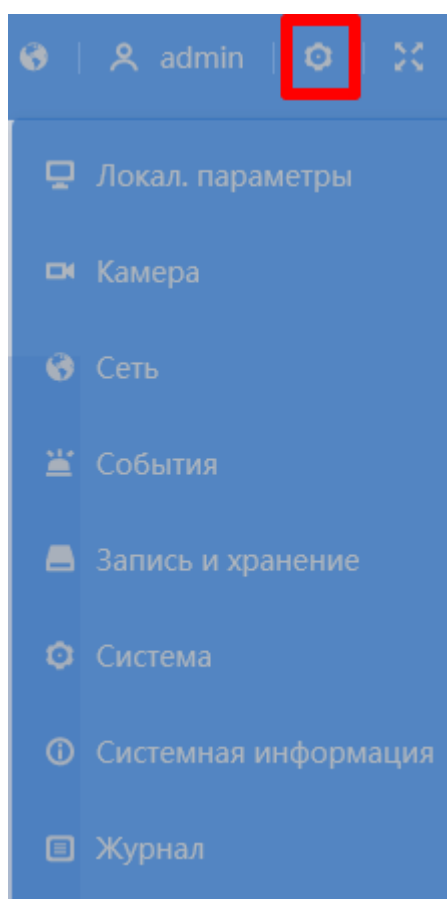 admin
Локал. параметры
Камера
Сеть
События
Запись и хранение
Система
Системная информация
Журнал